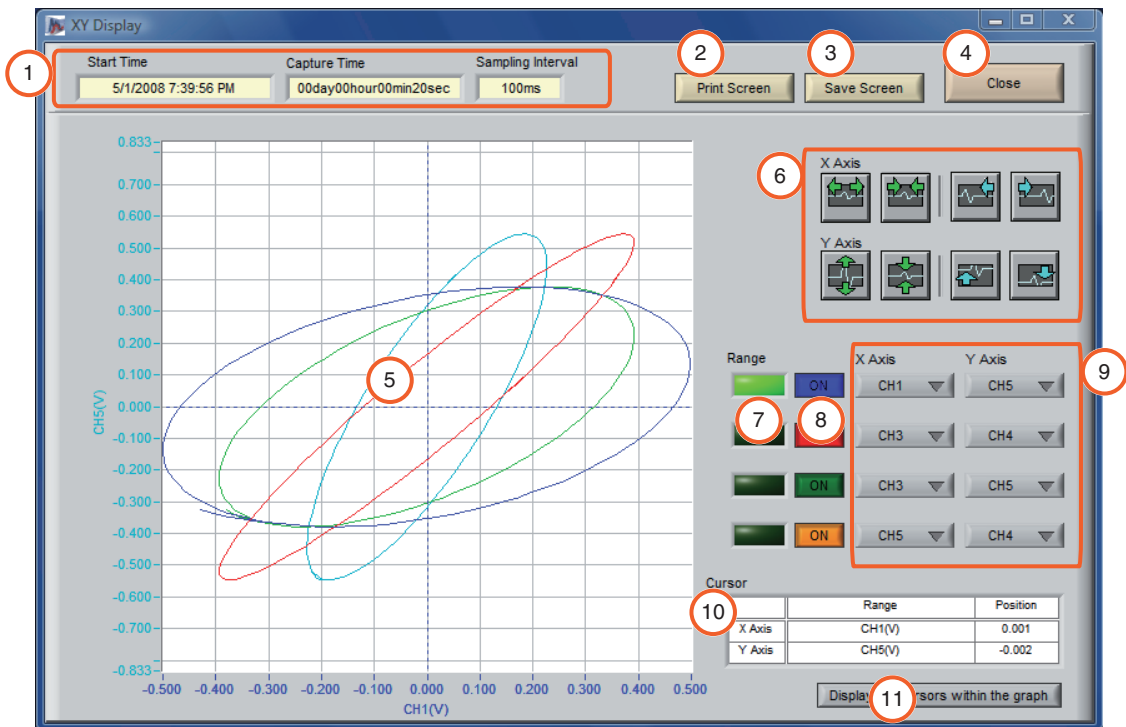 XY Display
1
Start Time
Capture Time
Sampling Interval
5/1/2008 7:39:56 PM
00day00hour00min20sec
100ms
2
Print Screen
3
Save Screen
4
Close
0.833
0.700
0.600
0.500
0.400
0.300
0.200
0.100
0.000
-0.100
-0.200
-0.300
-0.400
-0.500
-0.600
-0.700
-0.833
CH5(V)
-0.500 -0.400 -0.300 -0.200 -0.100 0.000 0.100 0.200 0.300 0.400 0.500
CH1(V)
5
6
X Axis
Y Axis
Range
X Axis
Y Axis
9
ON
CH1
CH5
7
8
CH3
CH4
ON
CH3
CH5
ON
CH5
CH4
Cursor
10
Range
Position
X Axis
CH1(V)
0.001
Y Axis
CH5(V)
-0.002
Display
11
within the graph